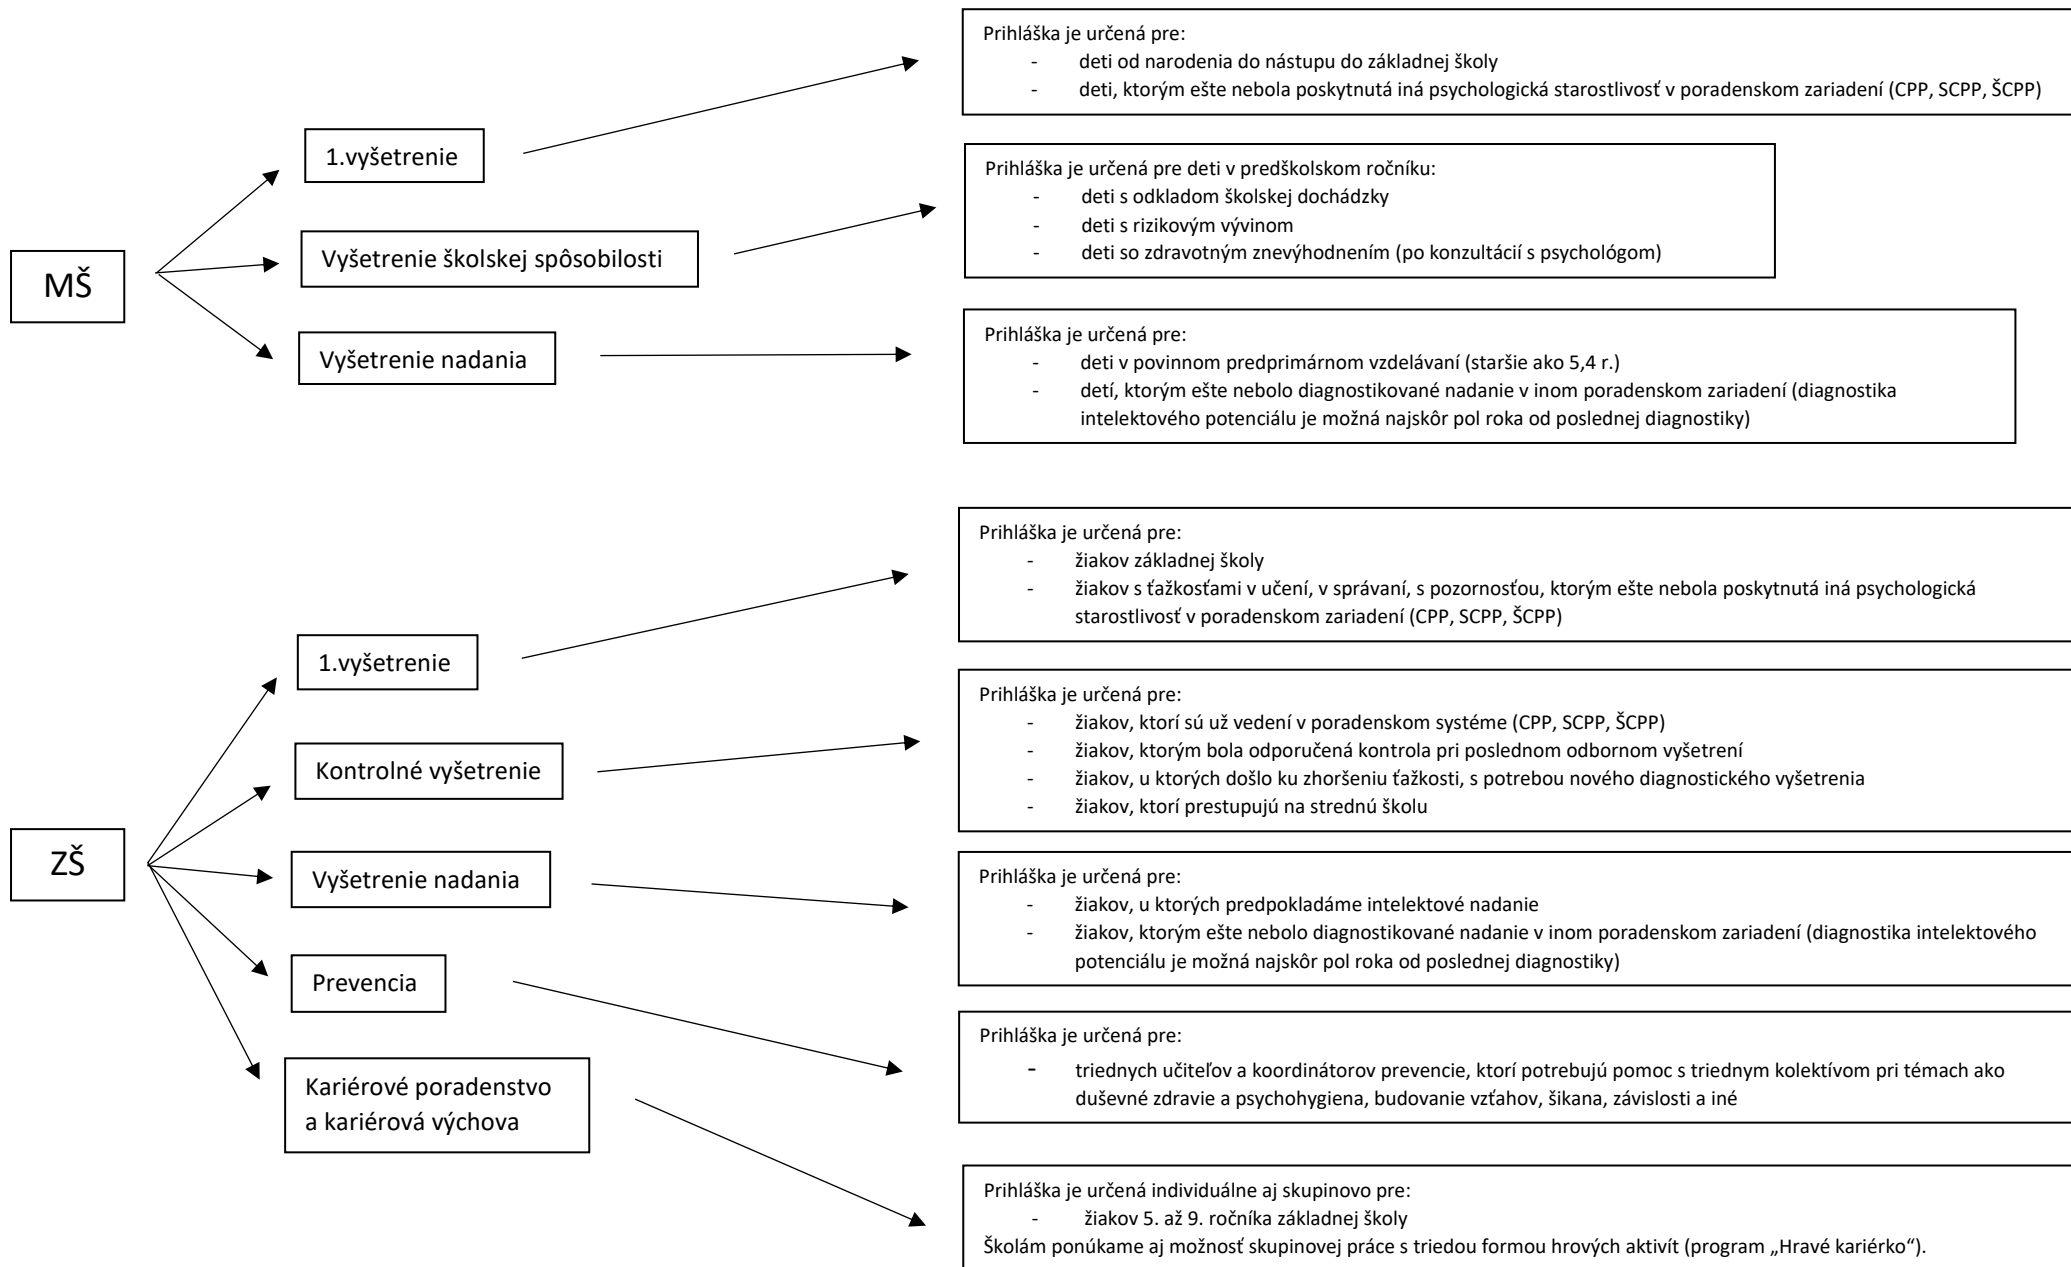 MŠ
1.vyšetrenie
Prihláška je určená pre:
- deti od narodenia do nástupu do základnej školy
- deti, ktorým ešte nebola poskytnutá iná psychologická starostlivosť v poradenskom zariadení (CPP, SCPP, ŠCPP)
Vyšetrenie školskej spôsobilosti
Prihláška je určená pre deti v predškolskom ročníku:
- deti s odkladom školskej dochádzky
- deti s rizikovým vývinom
- deti so zdravotným znevýhodnením (po konzultácií s psychológom)
Vyšetrenie nadania
Prihláška je určená pre:
- deti v povinnom predprimárnom vzdelávaní (staršie ako 5,4 r.)
- detí, ktorým ešte nebolo diagnostikované nadanie v inom poradenskom zariadení (diagnostika
intelektového potenciálu je možná najskôr pol roka od poslednej diagnostiky)
ZŠ
1.vyšetrenie
Prihláška je určená pre:
- žiakov základnej školy
- žiakov s ťažkosťami v učení, v správaní, s pozornosťou, ktorým ešte nebola poskytnutá iná psychologická
starostlivosť v poradenskom zariadení (CPP, SCPP, ŠCPP)
Kontrolné vyšetrenie
Prihláška je určená pre:
- žiakov, ktorí sú už vedení v poradenskom systéme (CPP, SCPP, ŠCPP)
- žiakov, ktorým bola odporučená kontrola pri poslednom odbornom vyšetrení
- žiakov, u ktorých došlo ku zhoršeniu ťažkosti, s potrebou nového diagnostického vyšetrenia
- žiakov, ktorí prestupujú na strednú školu
Vyšetrenie nadania
Prihláška je určená pre:
- žiakov, u ktorých predpokladáme intelektové nadanie
- žiakov, ktorým ešte nebolo diagnostikované nadanie v inom poradenskom zariadení (diagnostika intelektového
potenciálu je možná najskôr pol roka od poslednej diagnostiky)
Prevencia
Prihláška je určená pre:
- triednych učiteľov a koordinátorov prevencie, ktorí potrebujú pomoc s triednym kolektívom pri témach ako
duševné zdravie a psychohygiena, budovanie vzťahov, šikana, závislosti a iné
Kariérové poradenstvo
a kariérová výchova
Prihláška je určená individuálne aj skupinovo pre:
- žiakov 5. až 9. ročníka základnej školy
Školám ponúkame aj možnosť skupinovej práce s triedou formou hrových aktivít (program „Hravé kariérko“).